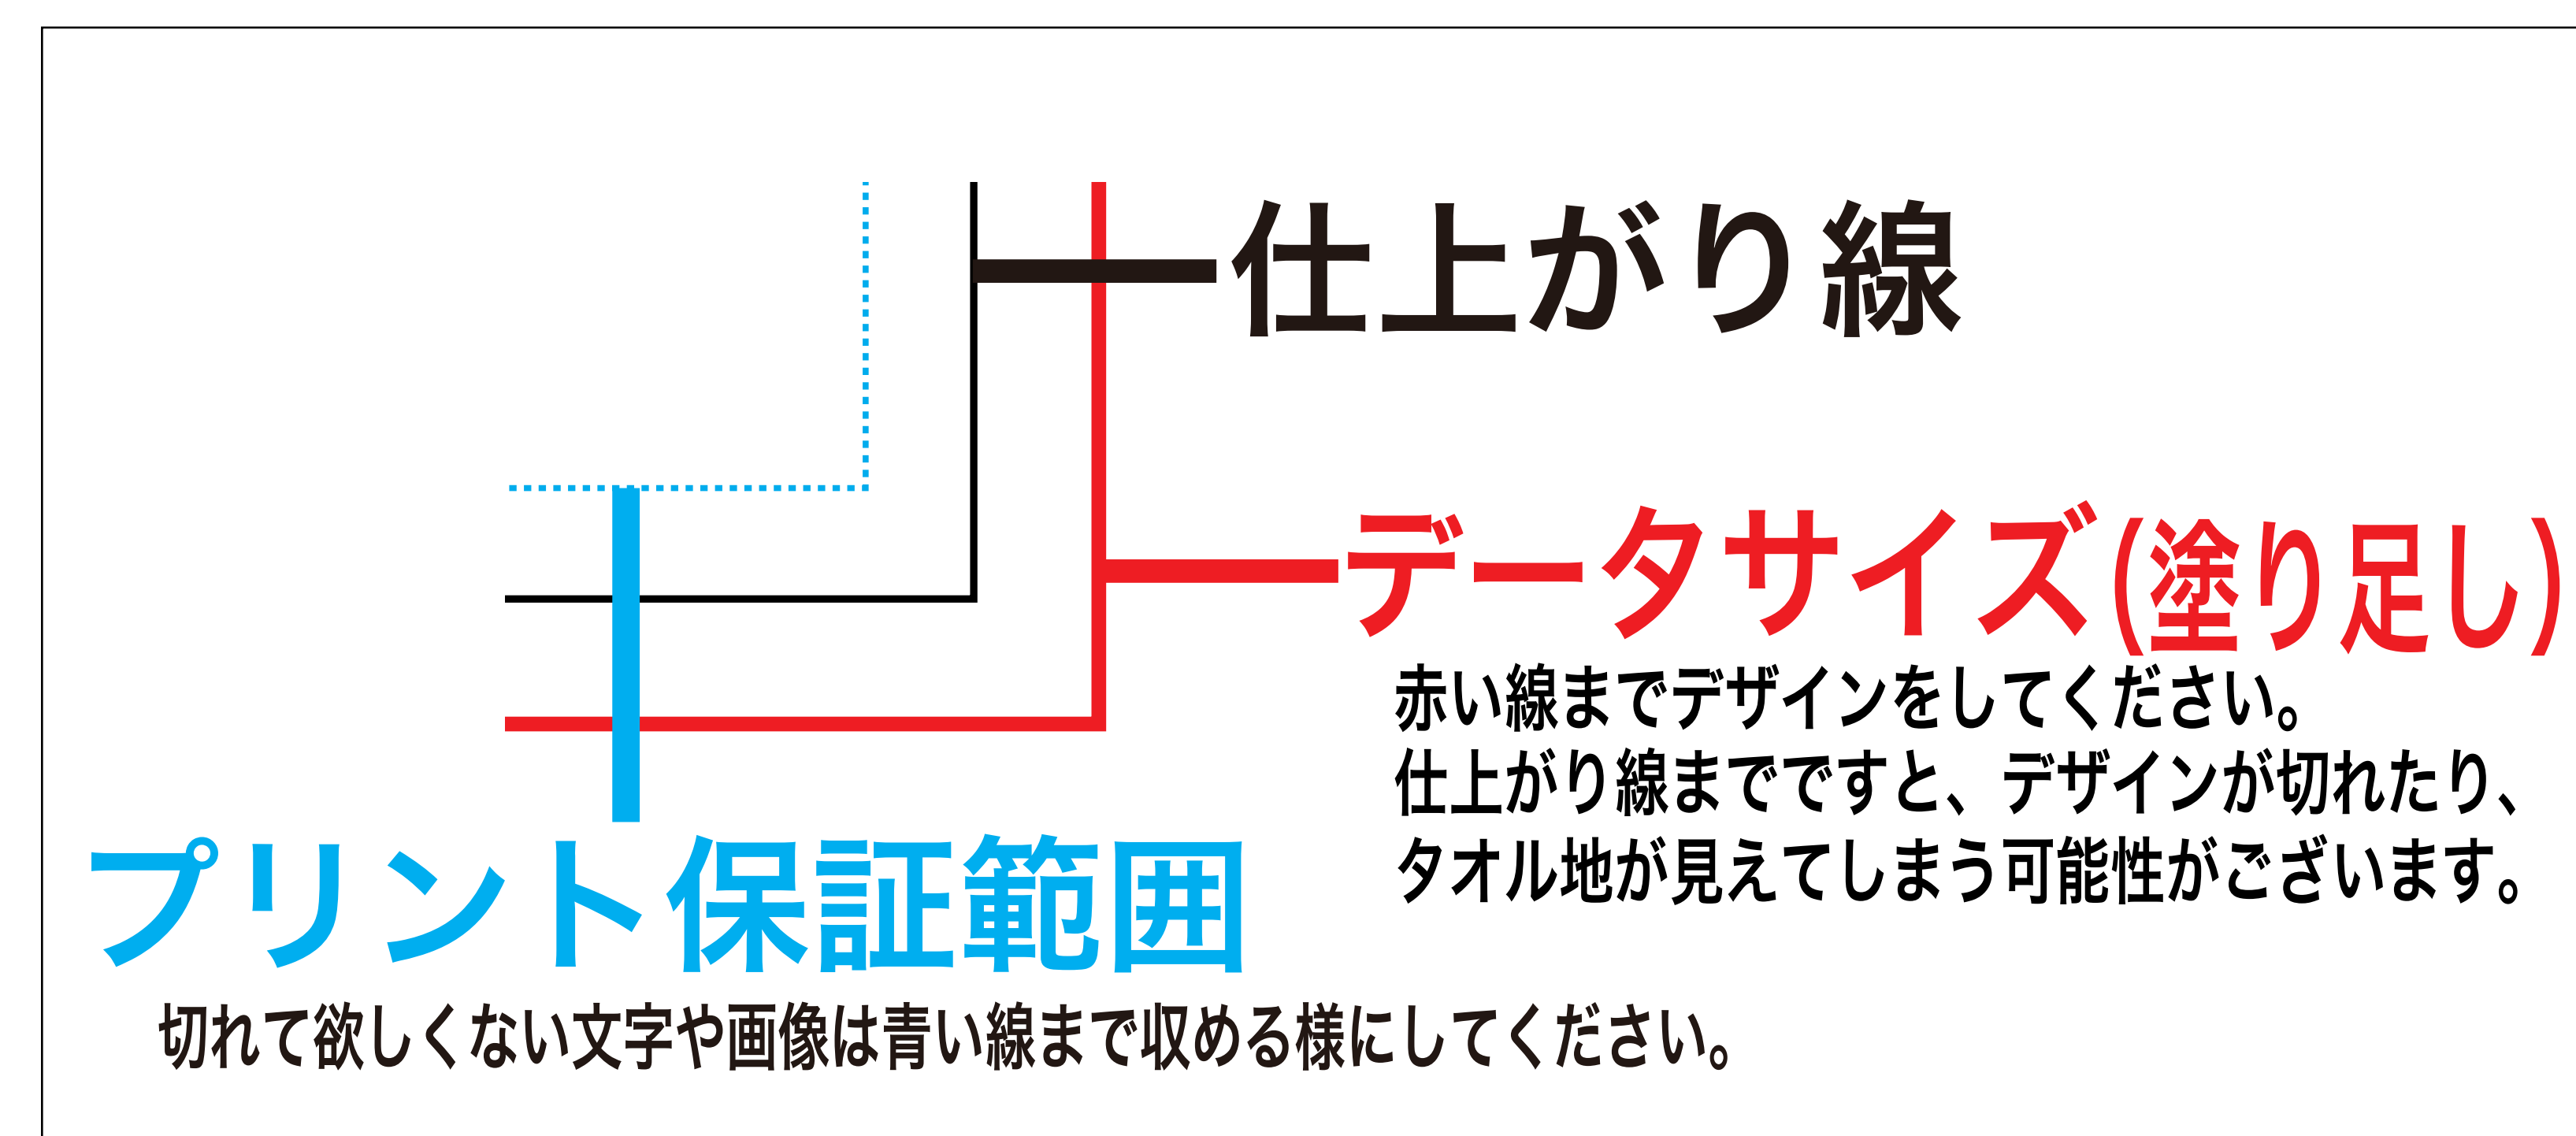 仕上がり線
データサイズ(塗り足し)
赤い線までデザインをしてください。
仕上がり線までですと、デザインが切れたり、
タオル地が見えてしまう可能性がございます。
プリント保証範囲
切れて欲しくない文字や画像は青い線まで収める様にしてください。